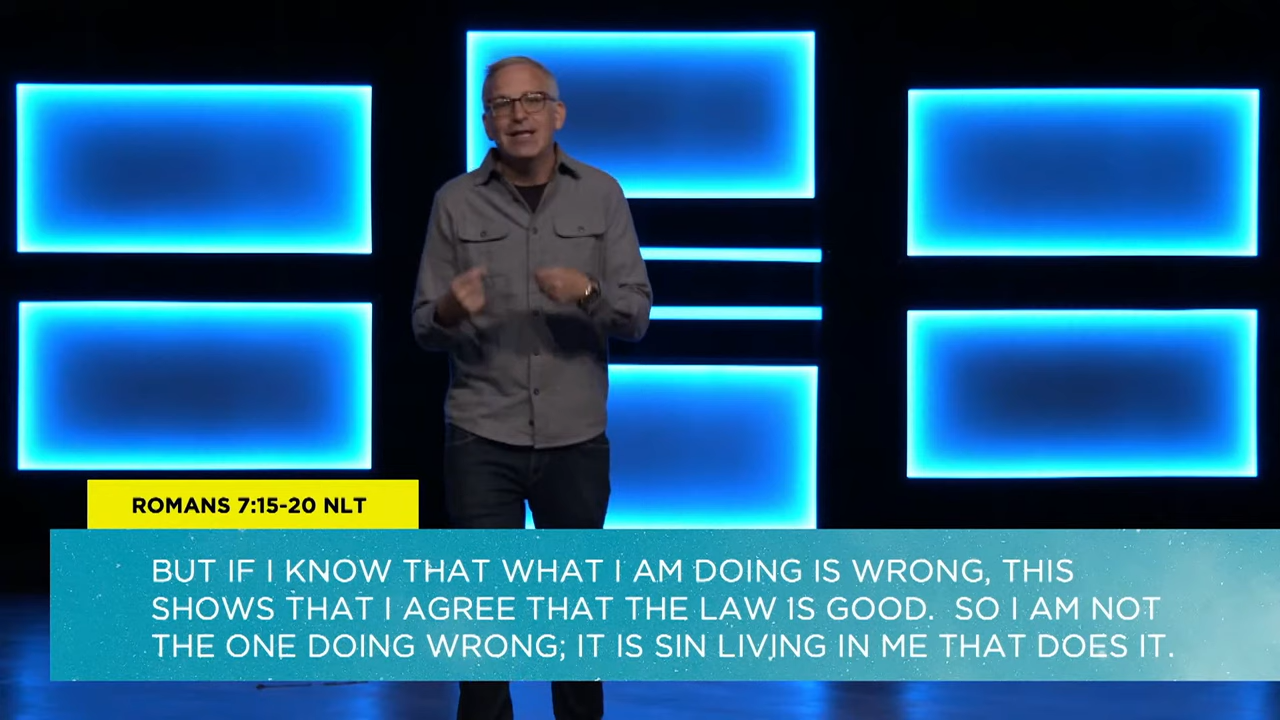 ROMANS 7:15-20 NLT
BUT IF I KNOW THAT WHAT I AM DOING IS WRONG, THIS
SHOWS THAT I AGREE THAT THE LAW IS GOOD.  SO I AM NOT
THE ONE DOING WRONG; IT IS SIN LIVING IN ME THAT DOES IT.